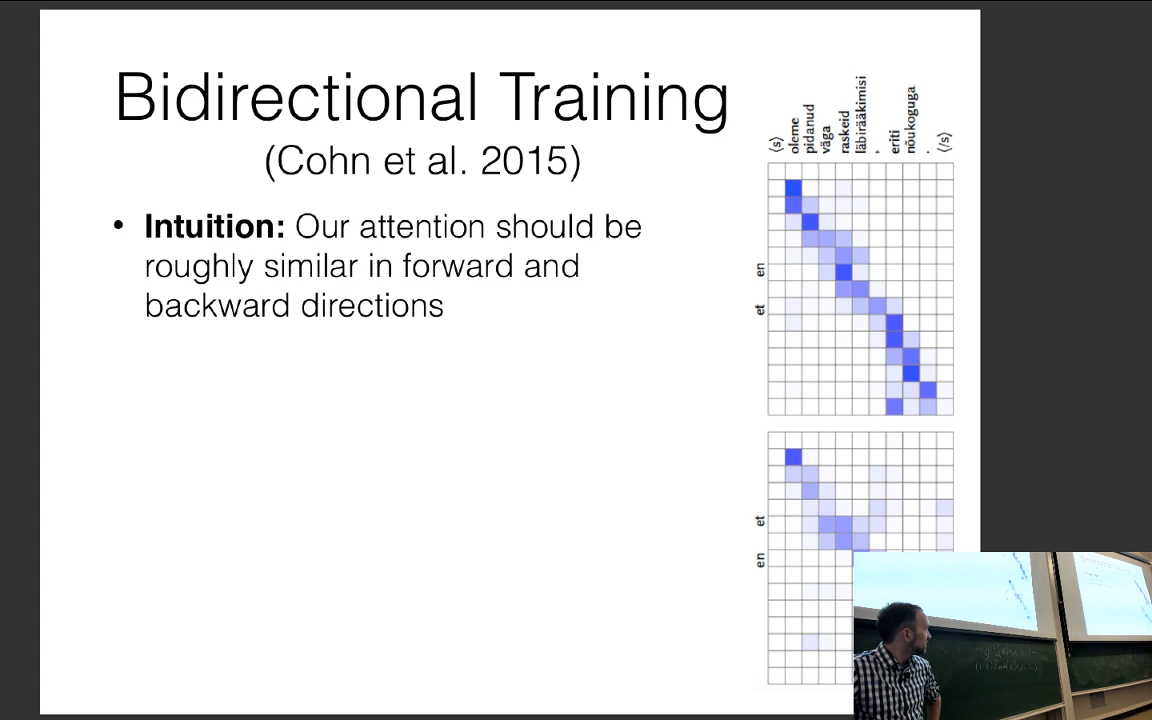 Bidirectional Training
(Cohn et al. 2015)
• Intuition: Our attention should be
roughly similar in forward and
backward directions
⟨s⟩
oleme
pidanud
väga
raskeid
läbirääkimisi
,
eriti
nõukoguga
.
⟨/s⟩
en
et
et
en